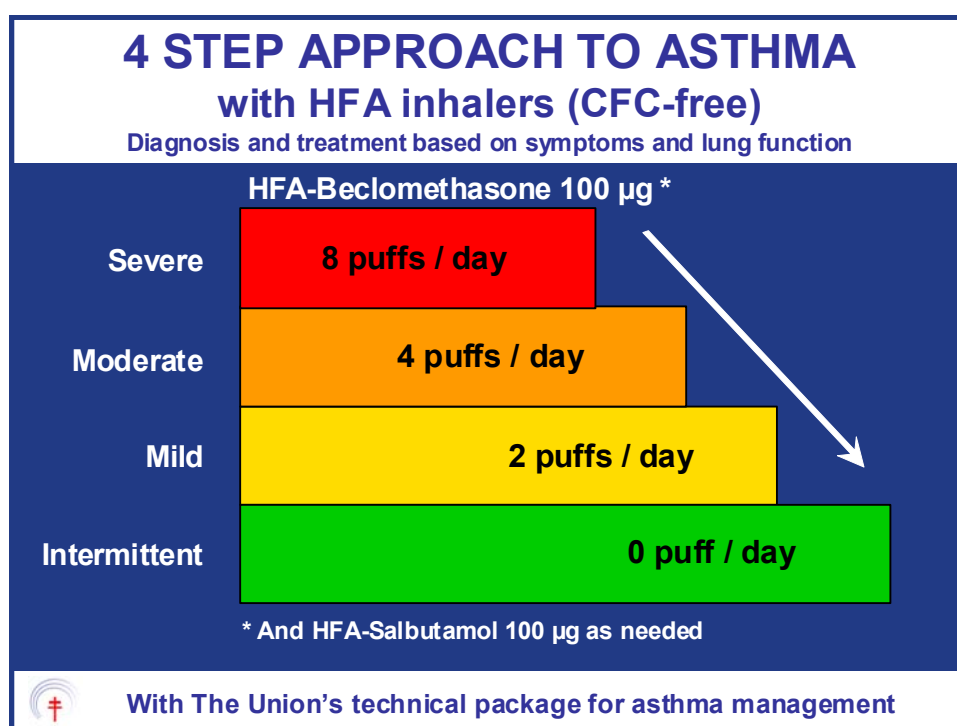 4 STEP APPROACH TO ASTHMA
with HFA inhalers (CFC-free)
Diagnosis and treatment based on symptoms and lung function
HFA-Beclomethasone 100 µg *
Severe
8 puffs / day
Moderate
4 puffs / day
Mild
2 puffs / day
Intermittent
0 puff / day
* And HFA-Salbutamol 100 µg as needed
With The Union’s technical package for asthma management